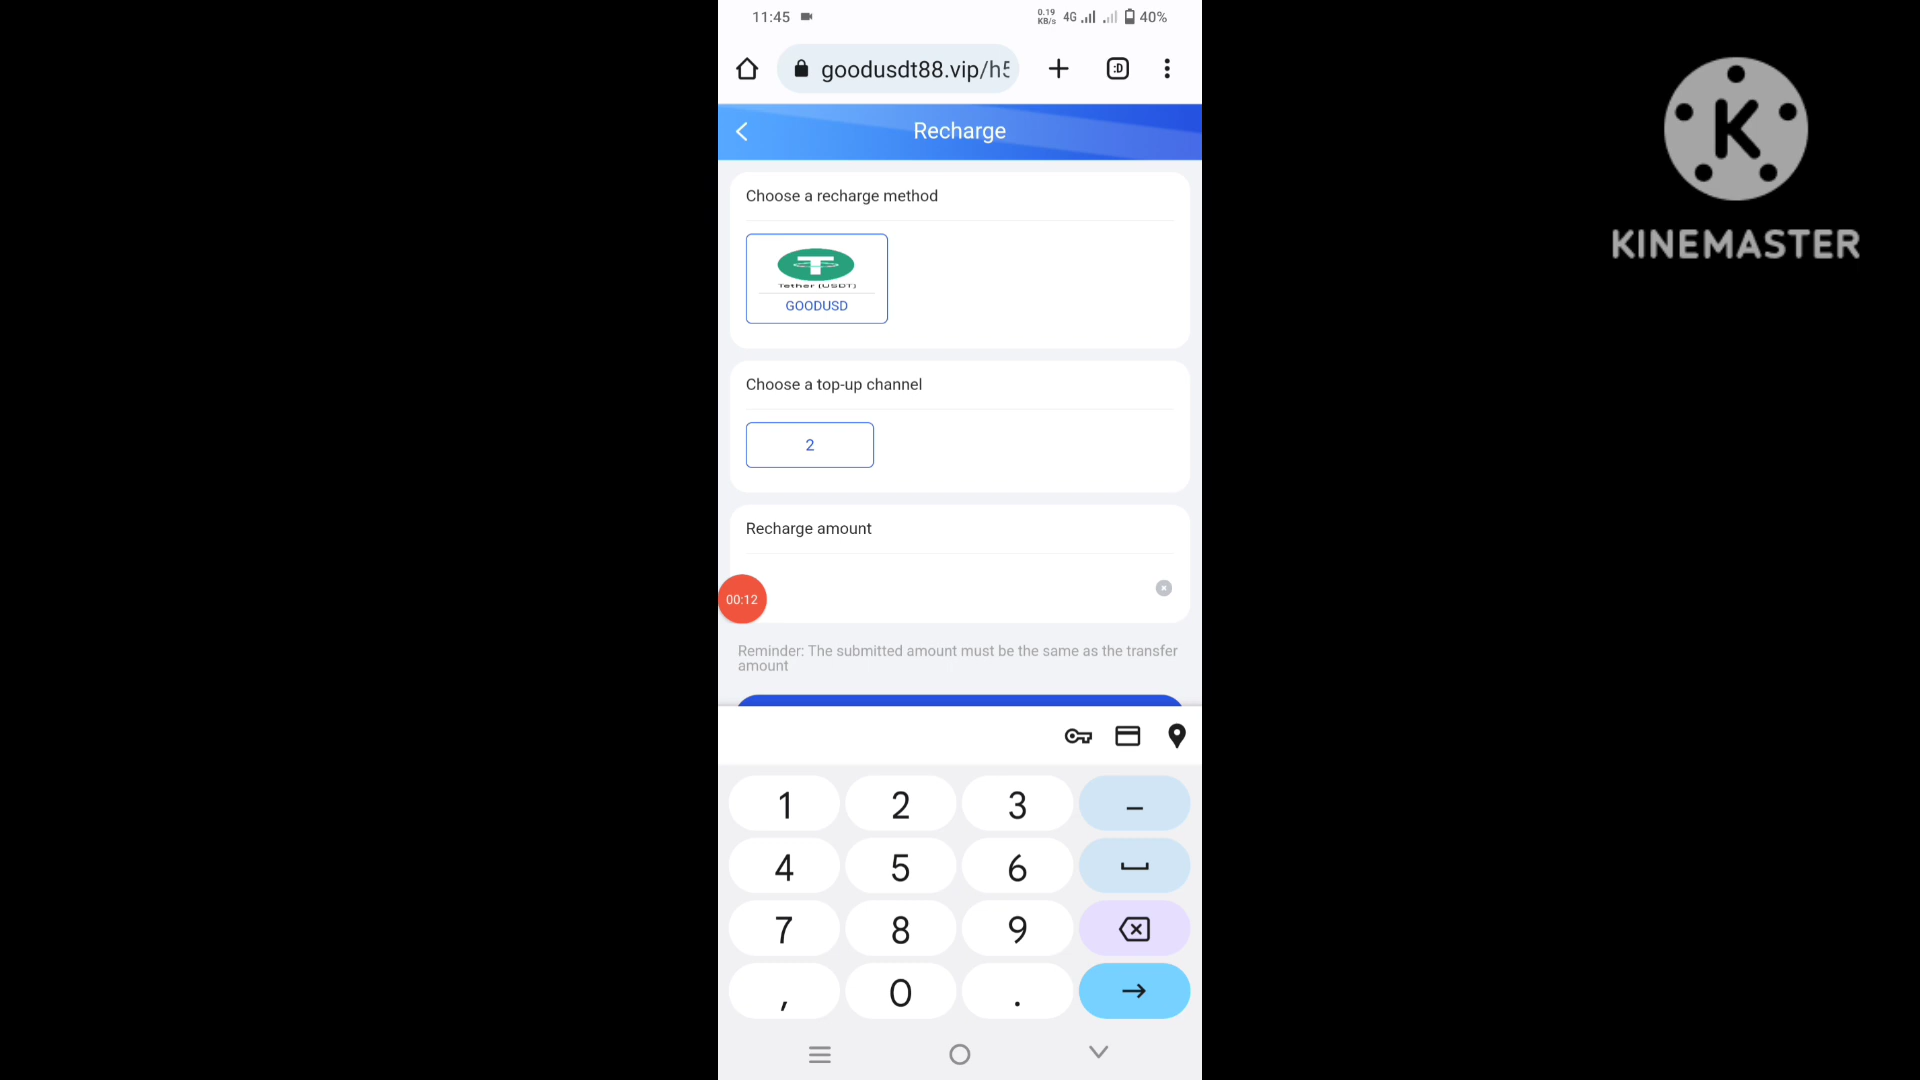 11:45
0.19
KB/s
4G
40%
goodusdt88.vip/h5
:D
Recharge
Choose a recharge method
Tether (USDT)
GOODUSD
Choose a top-up channel
2
Recharge amount
00:12
Reminder: The submitted amount must be the same as the transfer
amount
1 2 3 –
4 5 6
7 8 9
, 0 .
K
KINEMASTER